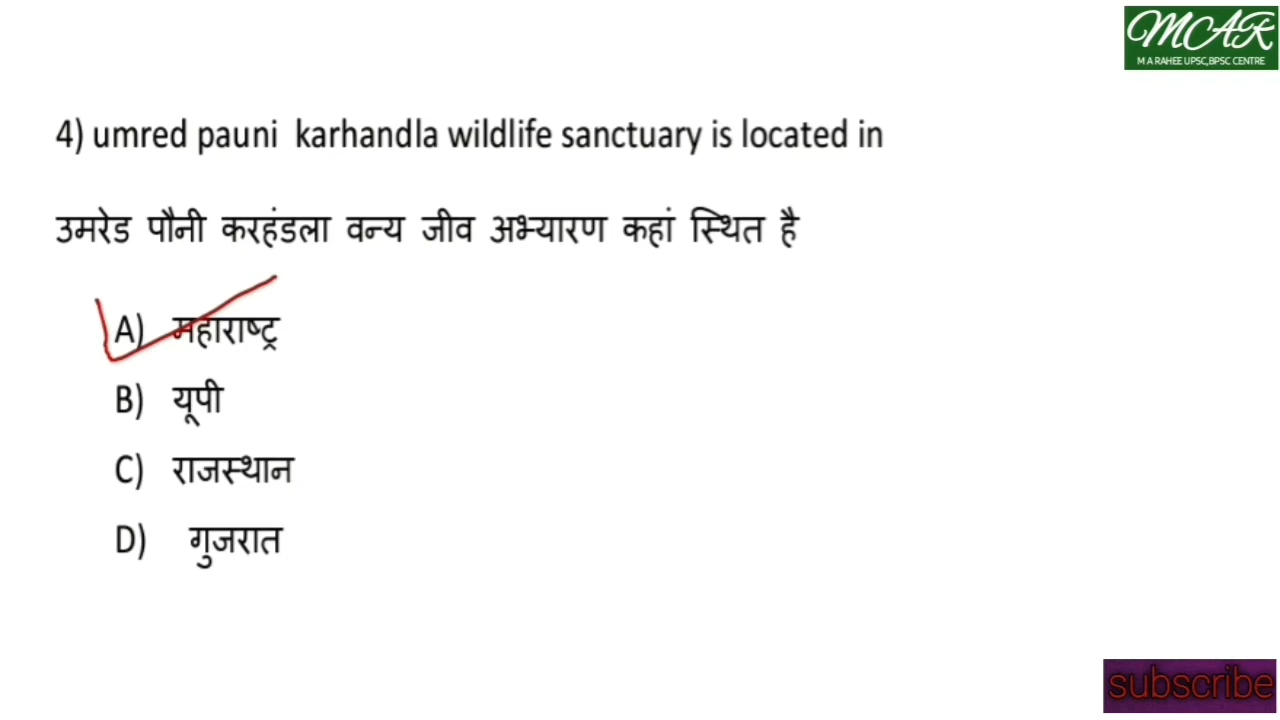 MCAR
M A RAHEE UPSC,BPSC CENTRE
4) umred pauni karhandla wildlife sanctuary is located in
उमरेड पौनी करहंडला वन्य जीव अभ्यारण कहां स्थित है
A) महाराष्ट्र
B) यूपी
C) राजस्थान
D) गुजरात
subscribe